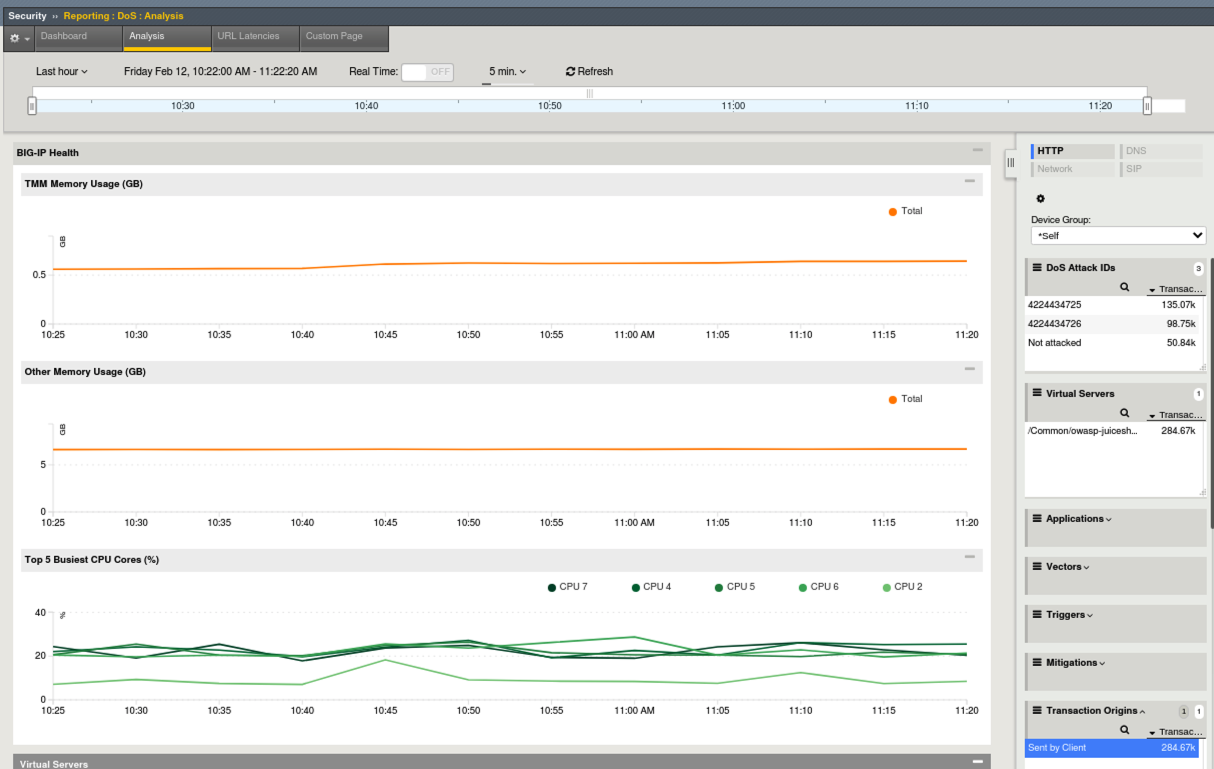 Security ›› Reporting : DoS : Analysis
Dashboard Analysis URL Latencies Custom Page
Last hour Friday Feb 12, 10:22:00 AM - 11:22:20 AM Real Time: OFF 5 min. Refresh
10:30 10:40 10:50 11:00 11:10 11:20
BIG-IP Health
TMM Memory Usage (GB)
Total
GB
0.5
0
10:25 10:30 10:35 10:40 10:45 10:50 10:55 11:00 AM 11:05 11:10 11:15 11:20
Other Memory Usage (GB)
Total
GB
5
0
10:25 10:30 10:35 10:40 10:45 10:50 10:55 11:00 AM 11:05 11:10 11:15 11:20
Top 5 Busiest CPU Cores (%)
CPU 7 CPU 4 CPU 5 CPU 6 CPU 2
%
40
20
0
10:25 10:30 10:35 10:40 10:45 10:50 10:55 11:00 AM 11:05 11:10 11:15 11:20
Virtual Servers
HTTP DNS
Network SIP
Device Group:
*Self
DoS Attack IDs 3
Transac...
4224434725 135.07k
4224434726 98.75k
Not attacked 50.84k
Virtual Servers 1
Transac...
/Common/owasp-juicesh... 284.67k
Applications
Vectors
Triggers
Mitigations
Transaction Origins 1 1
Transac...
Sent by Client 284.67k